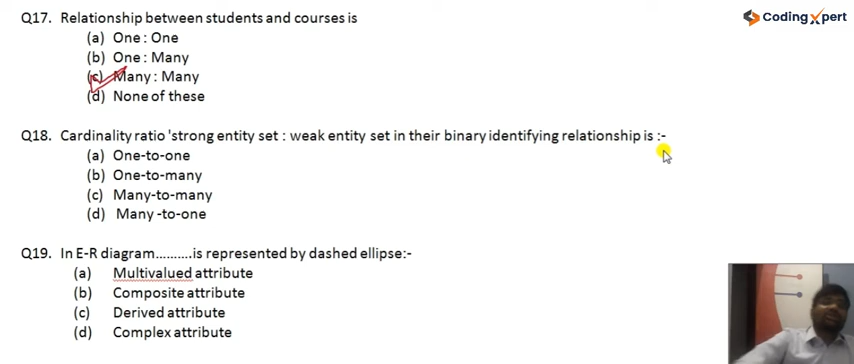 Q17. Relationship between students and courses is
CodingXpert
(a) One : One
(b) One : Many
(c) Many : Many
(d) None of these
Q18. Cardinality ratio 'strong entity set : weak entity set in their binary identifying relationship is :-
(a) One-to-one
(b) One-to-many
(c) Many-to-many
(d) Many -to-one
Q19. In E-R diagram..........is represented by dashed ellipse:-
(a) Multivalued attribute
(b) Composite attribute
(c) Derived attribute
(d) Complex attribute